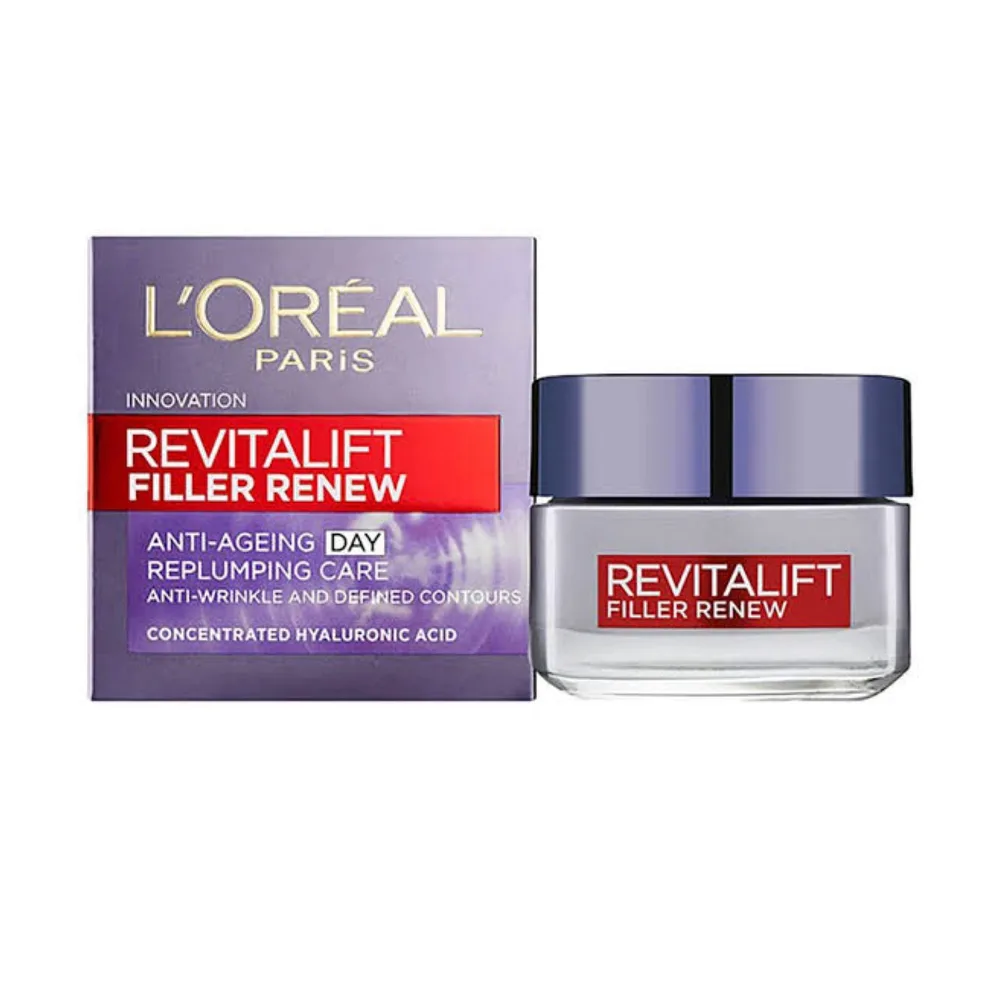 L'ORÉAL
PARiS
INNOVATION
REVITALIFT
FILLER RENEW
ANTI-AGEING DAY
REPLUMPING CARE
ANTI-WRINKLE AND DEFINED CONTOURS
CONCENTRATED HYALURONIC ACID
REVITALIFT
FILLER RENEW